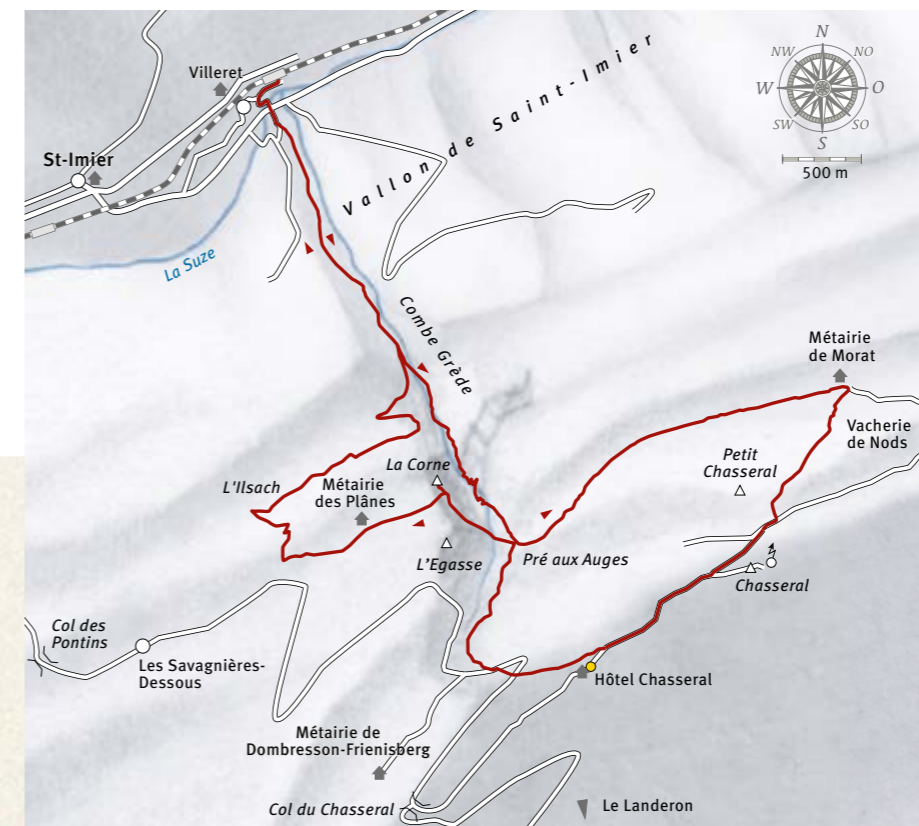 Villeret
St-Imier
Vallon de Saint-Imier
La Suze
N
NW
NO
W
O
SW
SO
S
500 m
Combe Grède
Métairie
de Morat
Vacherie
de Nods
Petit
Chasseral
La Corne
L'Ilsach
Métairie
des Plânes
L'Egasse
Pré aux Auges
Chasseral
Col des
Pontins
Les Savagnières-
Dessous
Hôtel Chasseral
Métairie de
Dombresson-Frienisberg
Col du Chasseral
Le Landeron